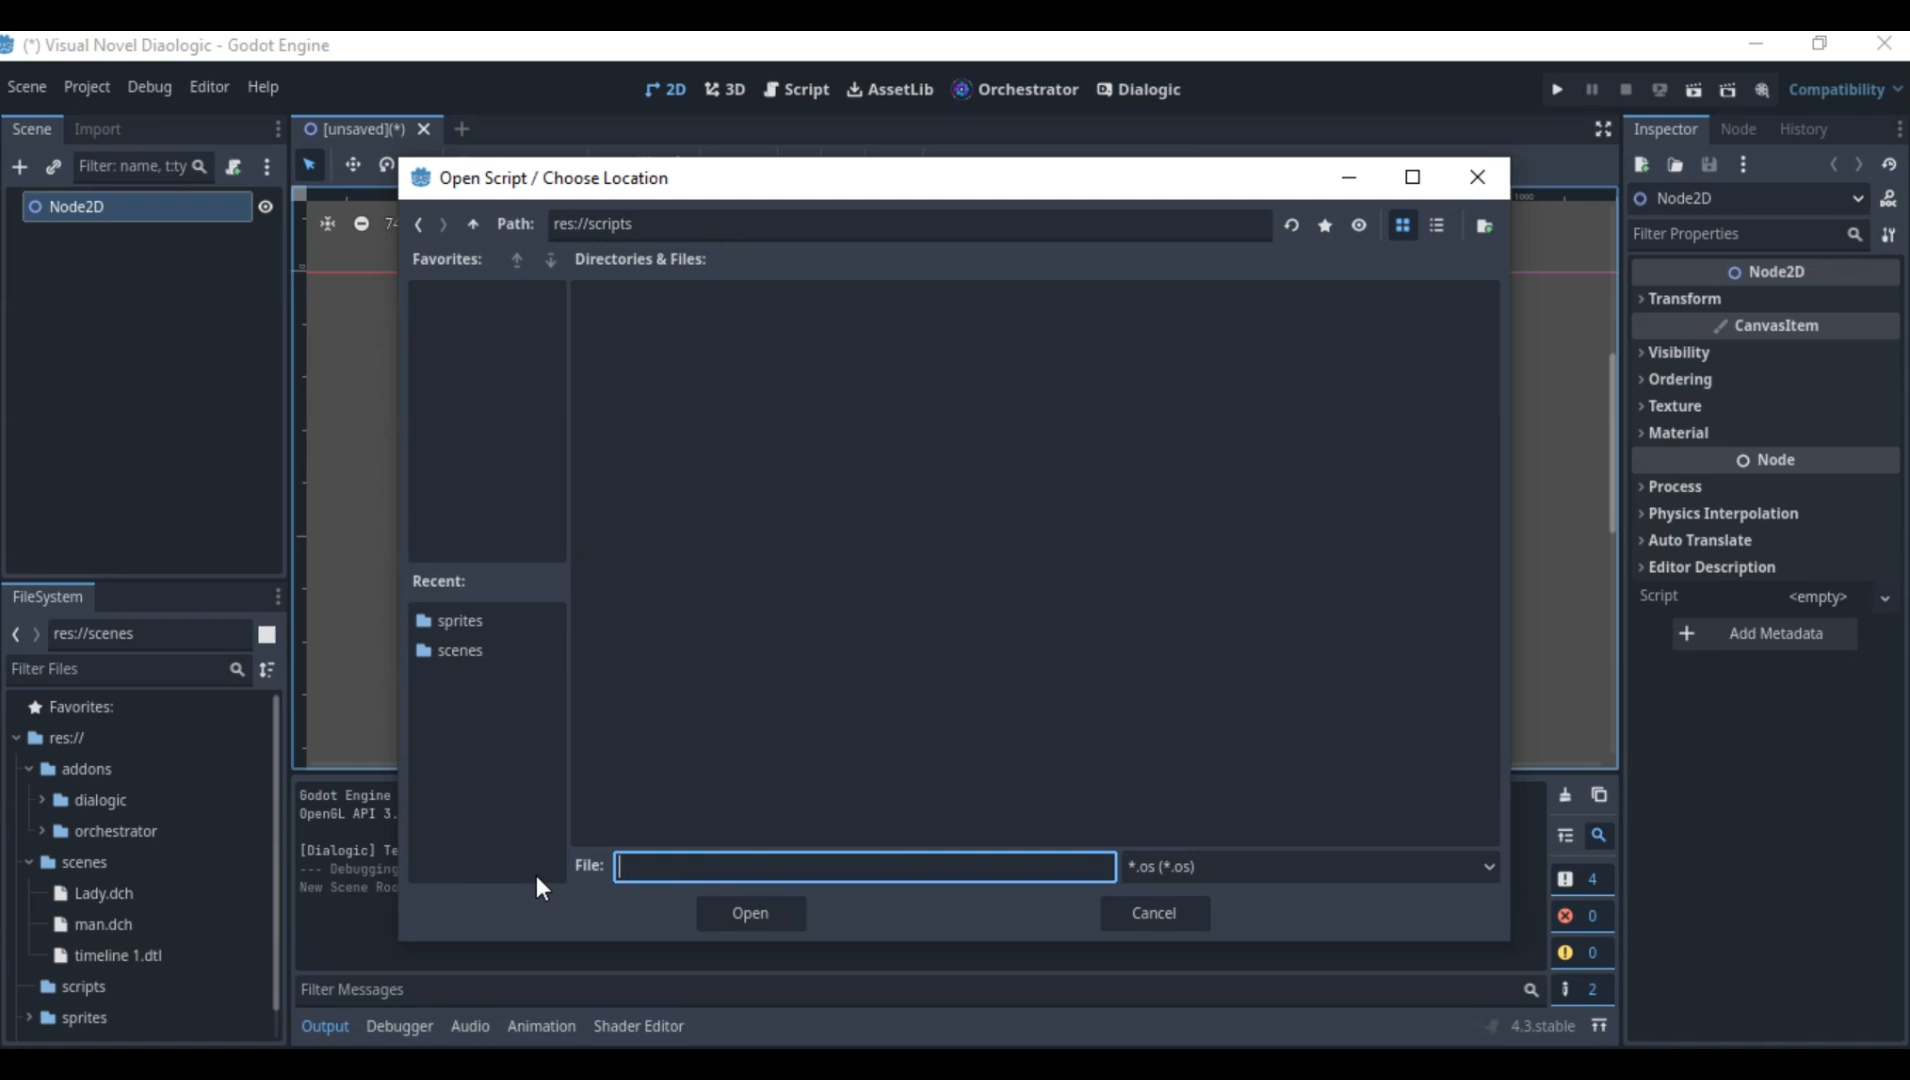 (*) Visual Novel Diaologic - Godot Engine
Scene Project Debug Editor Help
2D 3D Script AssetLib Orchestrator Dialogic
Compatibility
Scene Import
[unsaved](*)
Inspector Node History
Filter: name, t:ty
Node2D
74
Node2D
Filter Properties
Node2D
Transform
CanvasItem
Visibility
Ordering
Texture
Material
Node
Process
Physics Interpolation
Auto Translate
Editor Description
Script <empty>
Add Metadata
1000
Open Script / Choose Location
Path: res://scripts
Favorites: Directories & Files:
Recent:
sprites
scenes
File: *.os (*.os)
Open Cancel
FileSystem
res://scenes
Filter Files
Favorites:
res://
addons
dialogic
orchestrator
scenes
Lady.dch
man.dch
timeline 1.dtl
scripts
sprites
Godot Engine
OpenGL API 3.
[Dialogic] Te
--- Debugging
New Scene Roo
4
0
0
2
Filter Messages
Output Debugger Audio Animation Shader Editor
4.3.stable